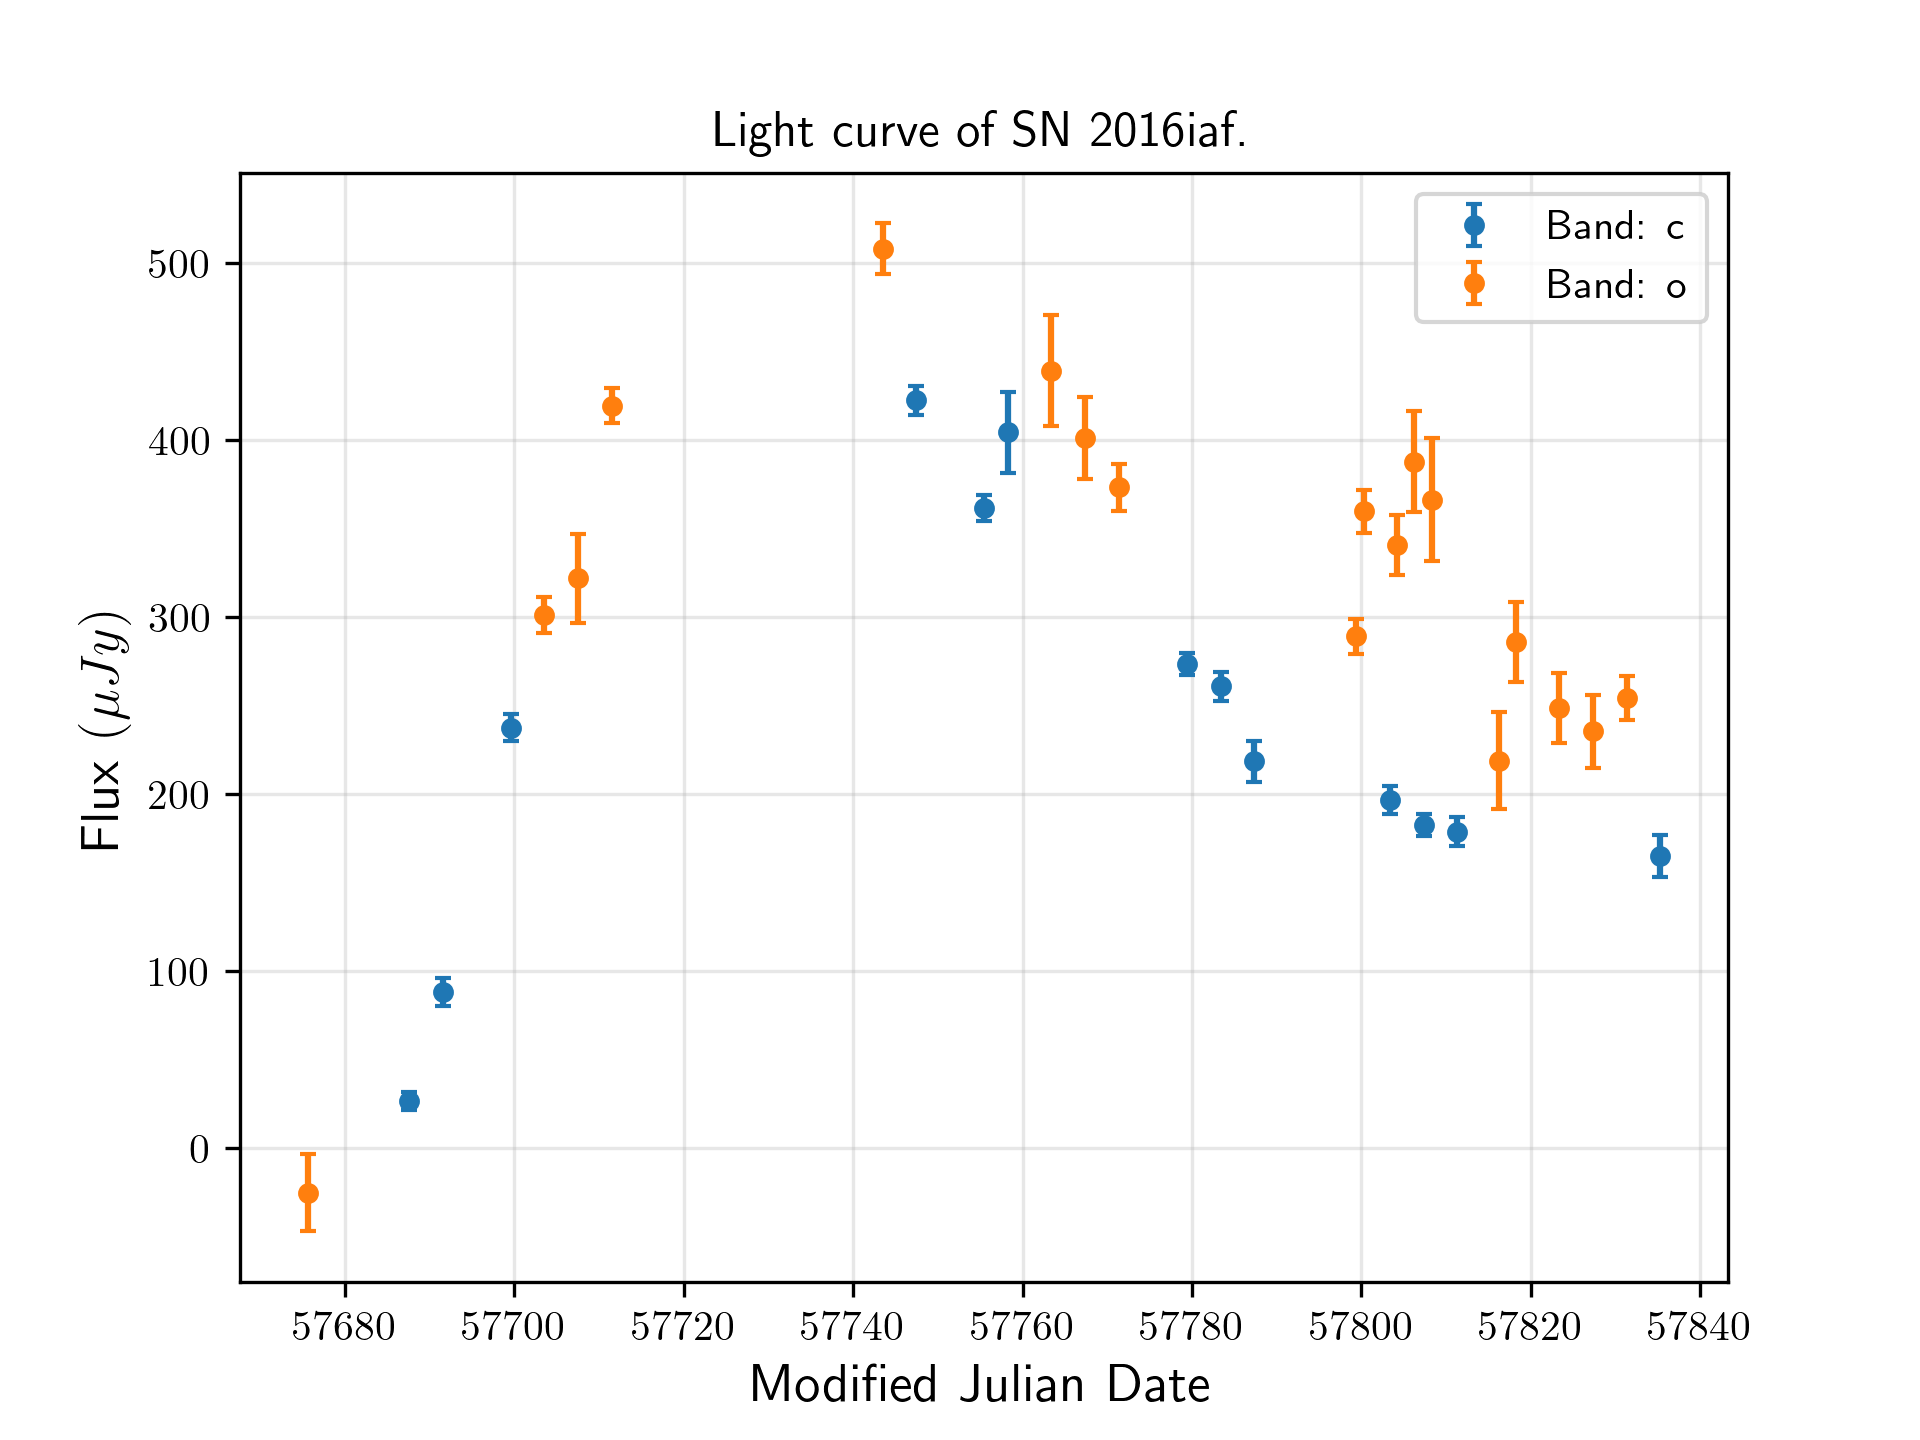 Light curve of SN 2016iaf.
Band: c
Band: o
500
400
300
200
100
0
Flux (μJy)
57680 57700 57720 57740 57760 57780 57800 57820 57840
Modified Julian Date